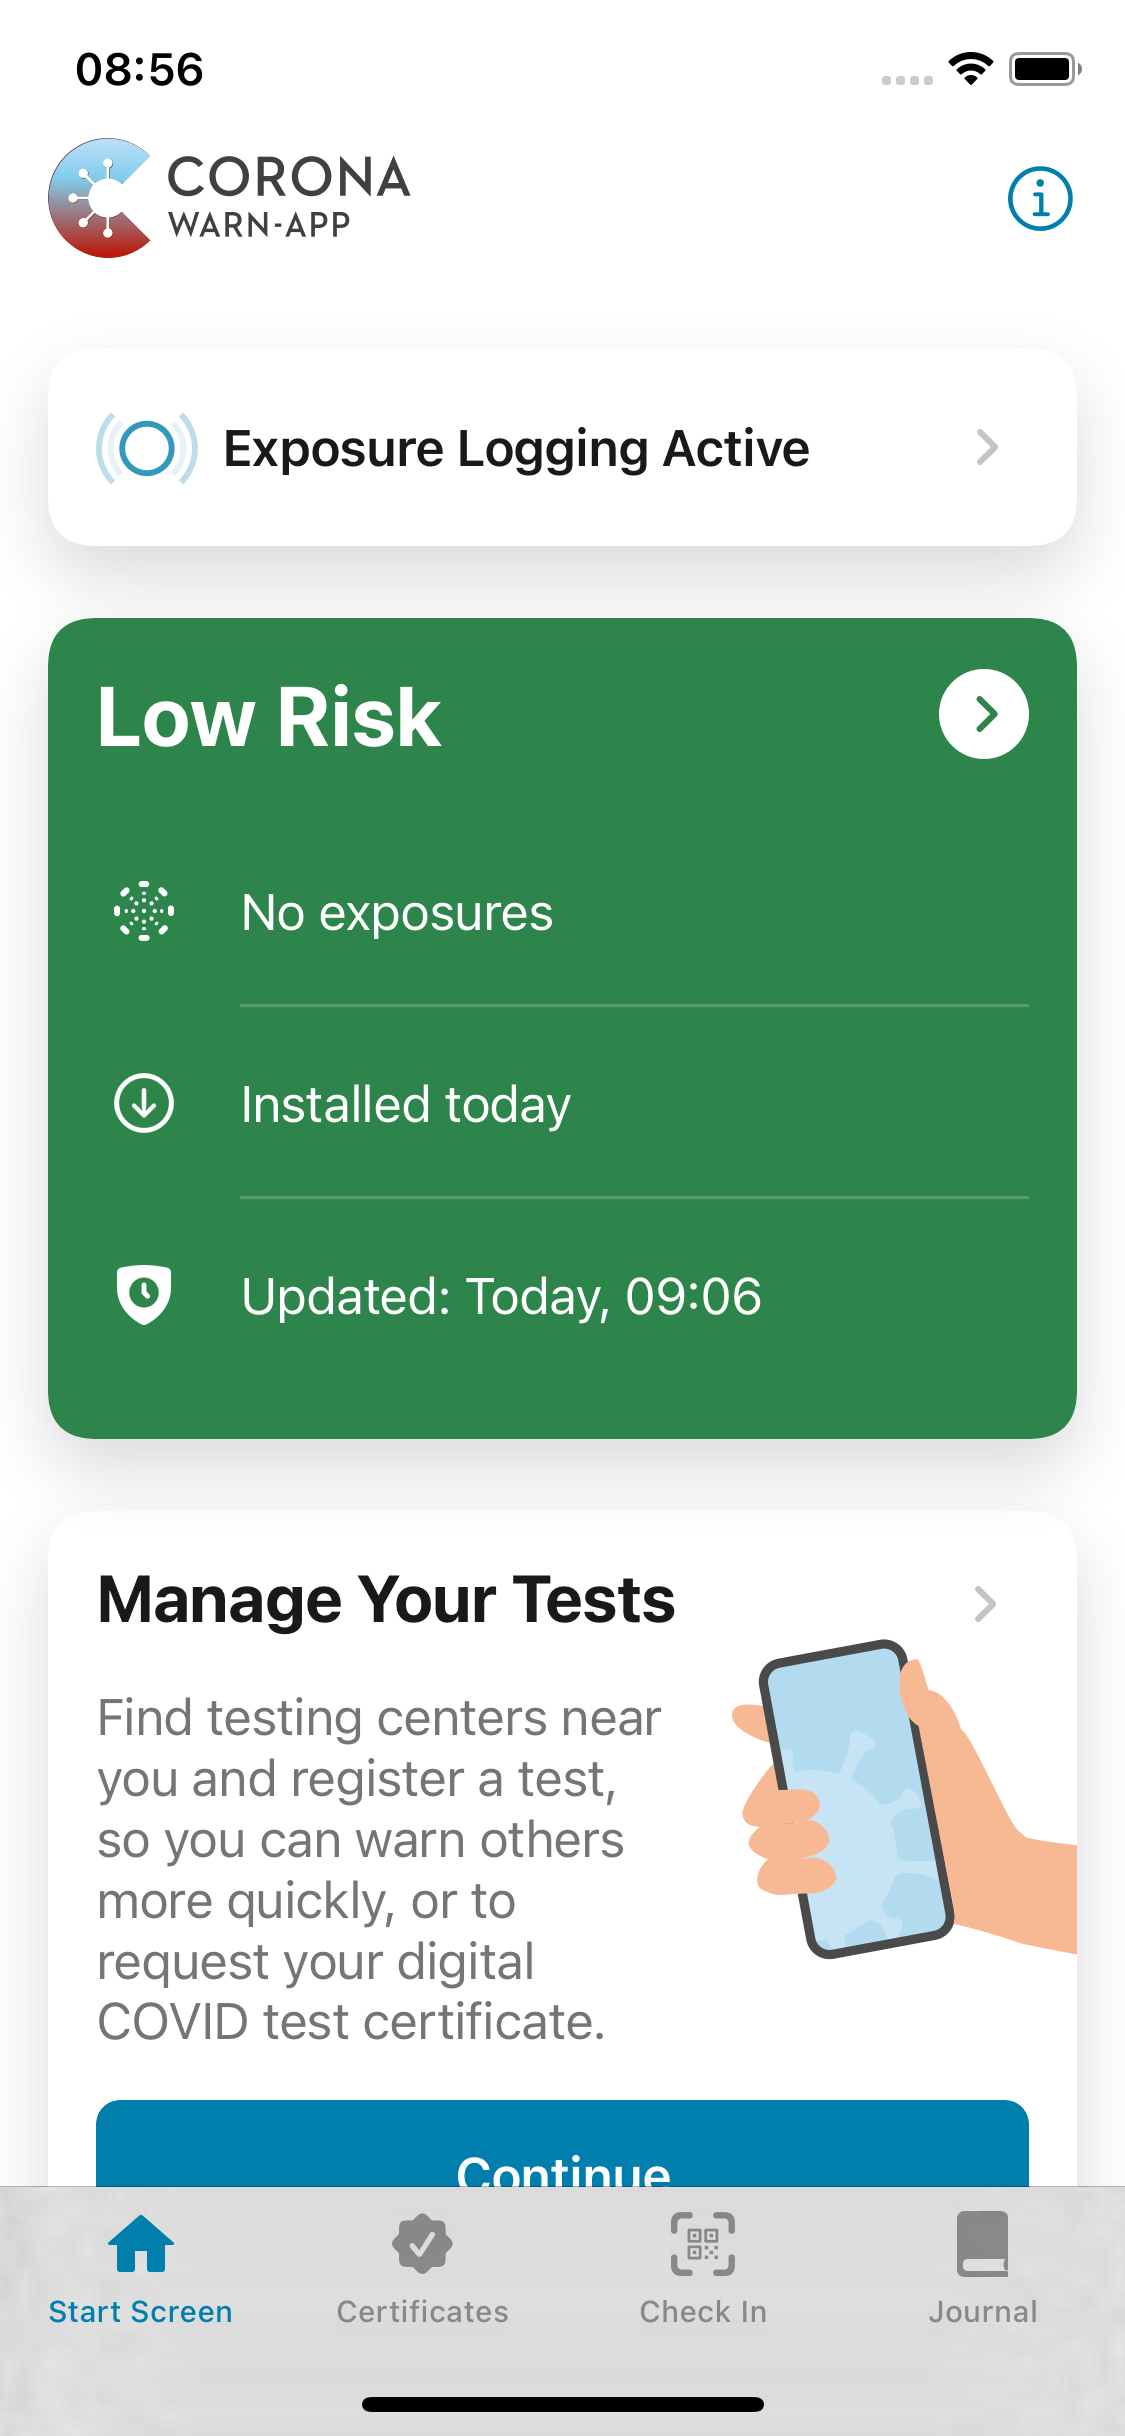 08:56
CORONA
WARN-APP
Exposure Logging Active
Low Risk
No exposures
Installed today
Updated: Today, 09:06
Manage Your Tests
Find testing centers near
you and register a test,
so you can warn others
more quickly, or to
request your digital
COVID test certificate.
Continue
Start Screen
Certificates
Check In
Journal